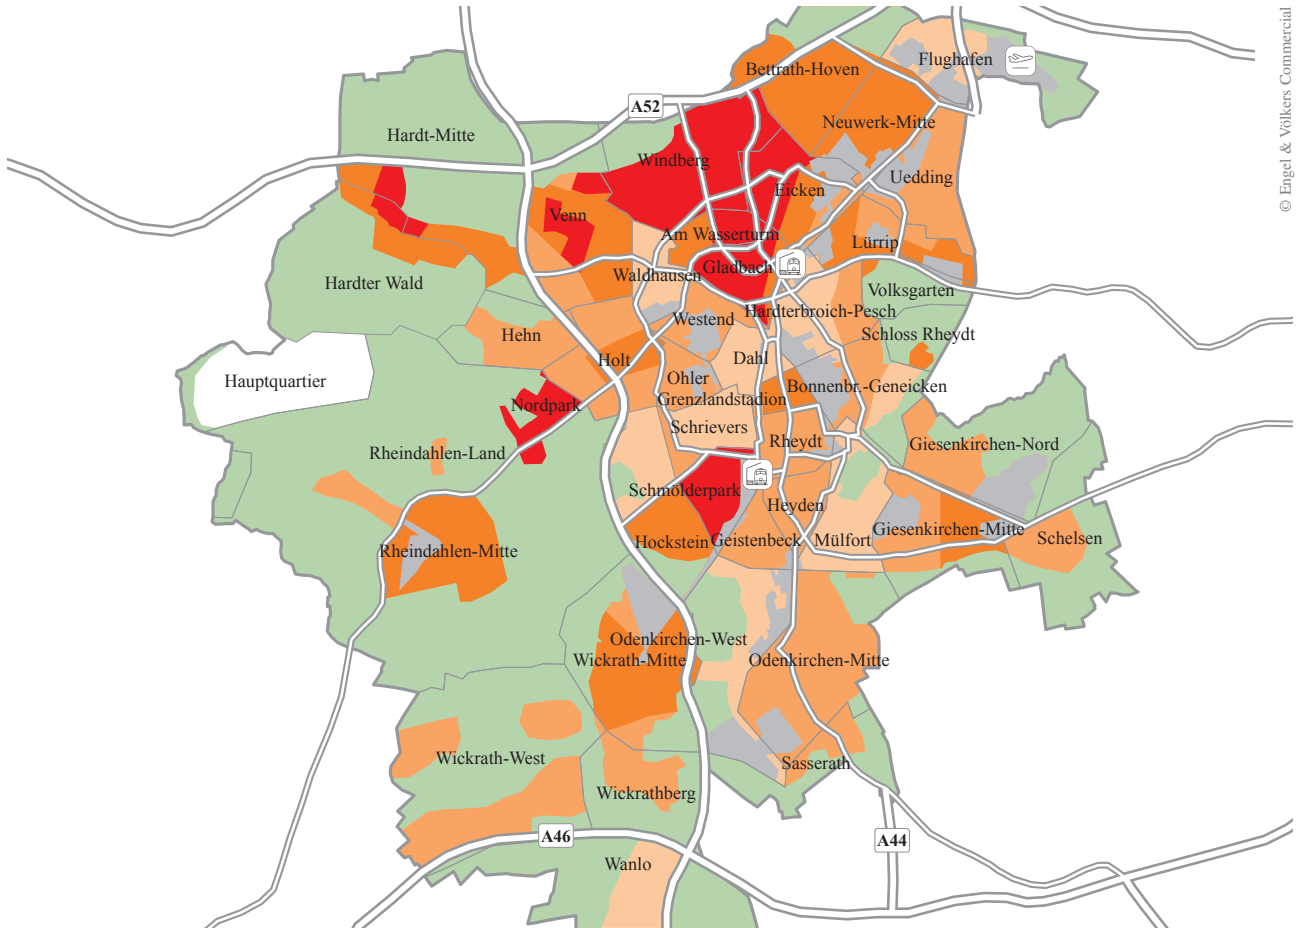 © Engel & Völkers Commercial
Flughafen
Bettrath-Hoven
A52
Neuwerk-Mitte
Hardt-Mitte
Windberg
Uedding
Eicken
Venn
Am Wasserturm
Lürrip
Gladbach
Waldhausen
Hardter Wald
Volksgarten
Hardterbroich-Pesch
Westend
Hehn
Schloss Rheydt
Holt
Dahl
Hauptquartier
Ohler
Bonnenbr.-Geneicken
Grenzlandstadion
Nordpark
Schrievers
Rheydt
Giesenkirchen-Nord
Rheindahlen-Land
Schmölderpark
Heyden
Giesenkirchen-Mitte
Schelsen
Hockstein
Geistenbeck
Mülfort
Rheindahlen-Mitte
Odenkirchen-West
Wickrath-Mitte
Odenkirchen-Mitte
Wickrath-West
Sasserath
Wickrathberg
A46
A44
Wanlo